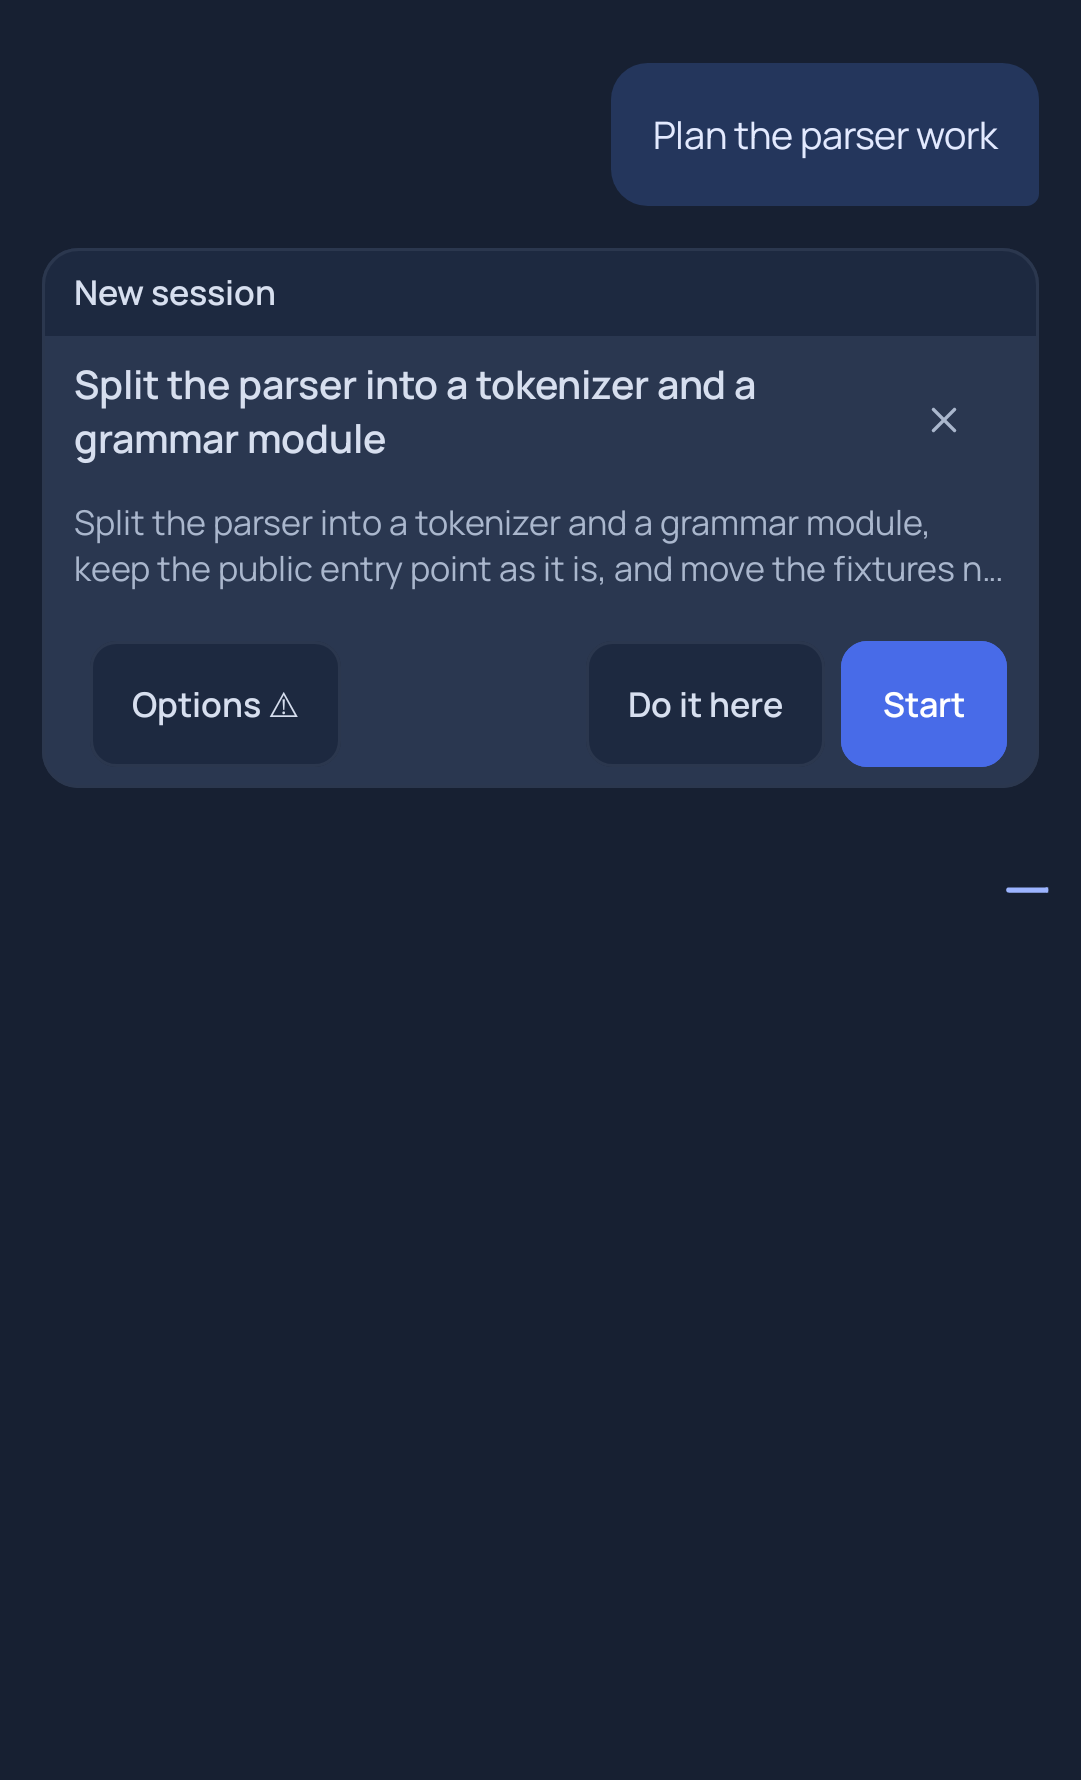 Plan the parser work
New session
Split the parser into a tokenizer and a
grammar module
Split the parser into a tokenizer and a grammar module,
keep the public entry point as it is, and move the fixtures n...
Options ⚠
Do it here
Start